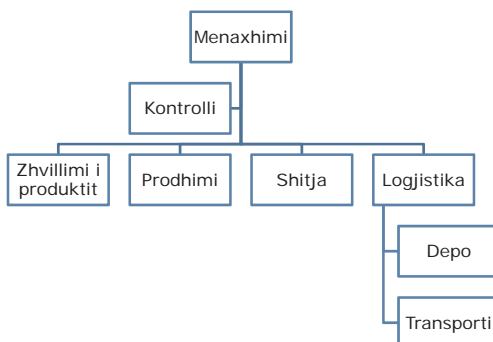 Menaxhimi
Kontrolli
Zhvillimi i
produktit
Prodhimi
Shitja
Logjistika
Depo
Transporti